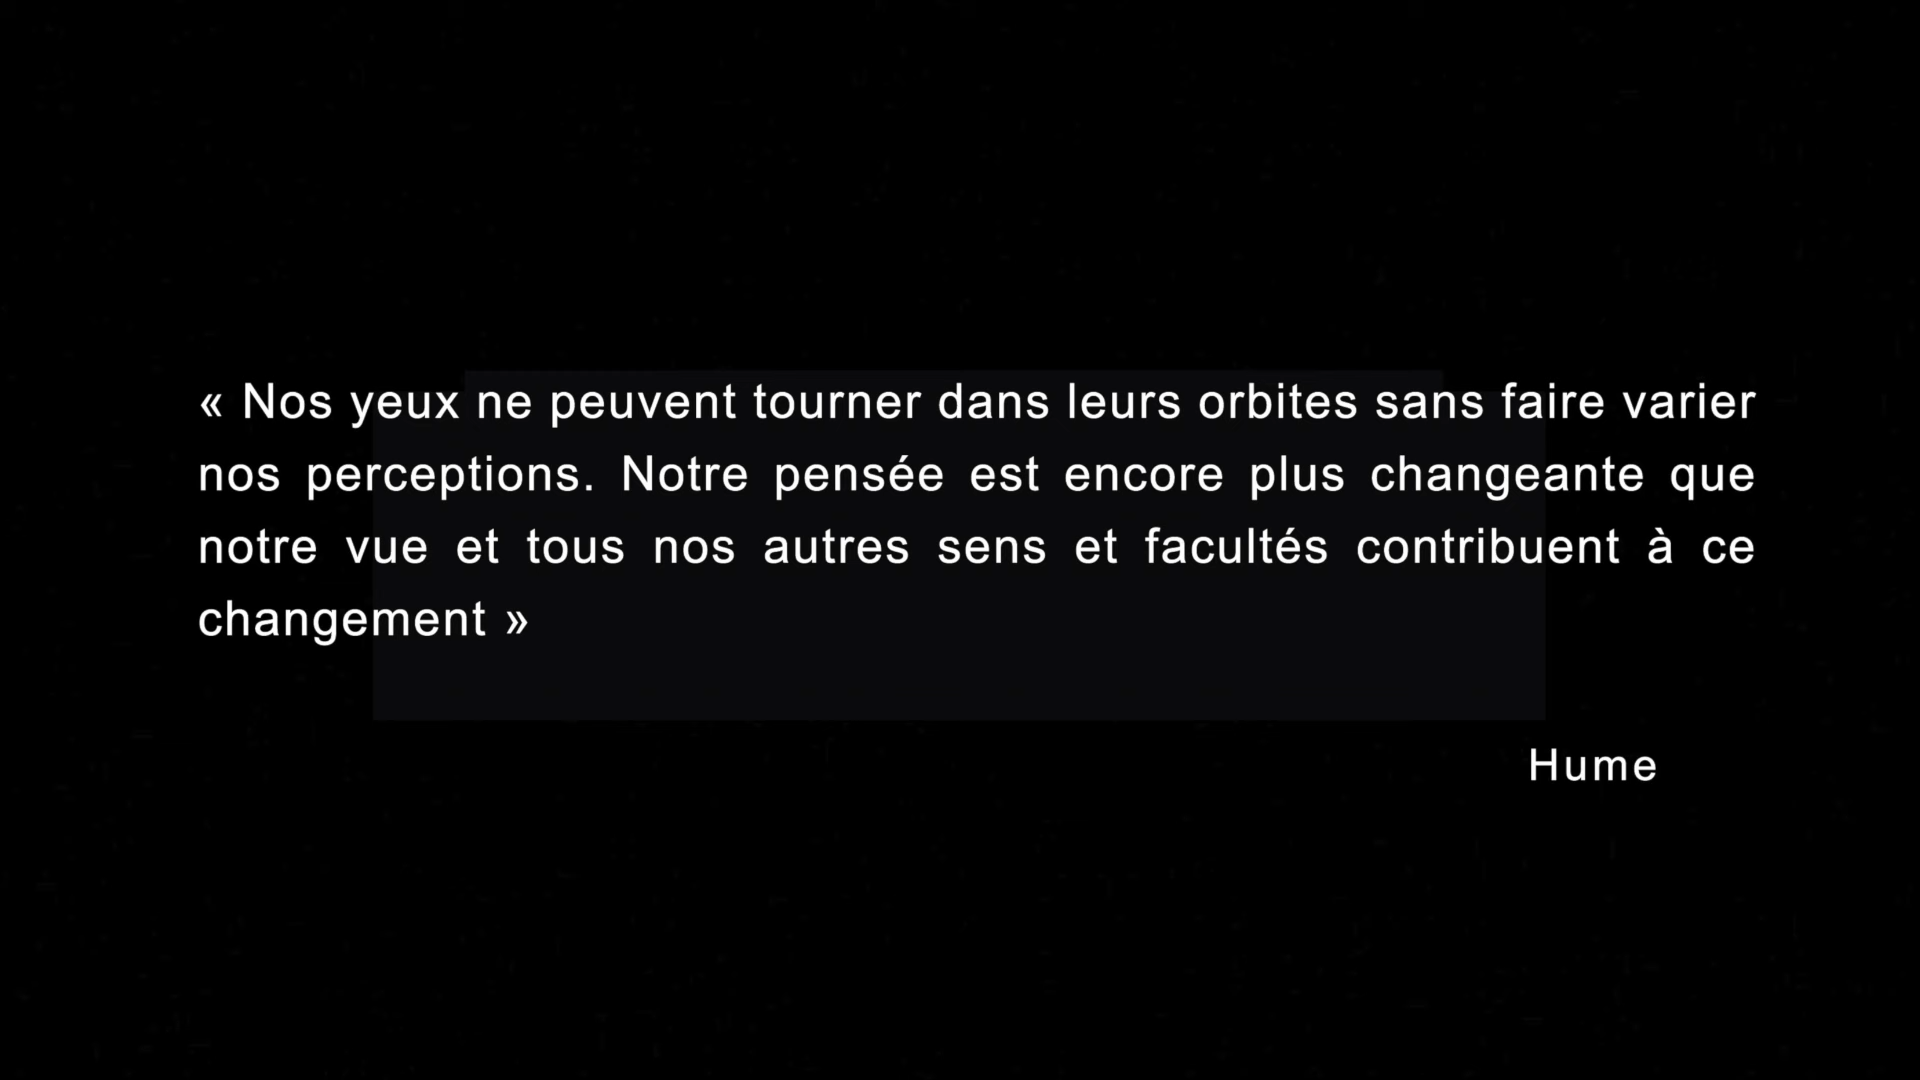 « Nos yeux ne peuvent tourner dans leurs orbites sans faire varier
nos perceptions. Notre pensée est encore plus changeante que
notre vue et tous nos autres sens et facultés contribuent à ce
changement »
Hume